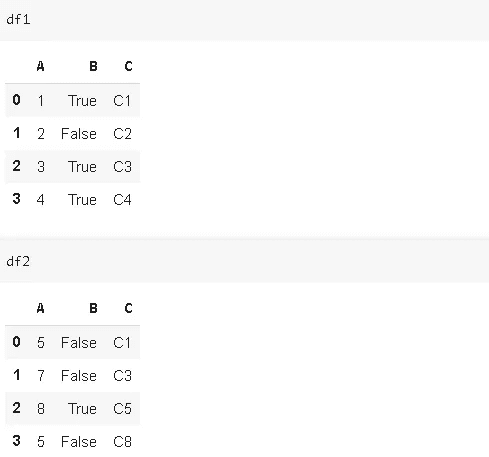 df1
A B C
0 1 True C1
1 2 False C2
2 3 True C3
3 4 True C4
df2
A B C
0 5 False C1
1 7 False C3
2 8 True C5
3 5 False C8